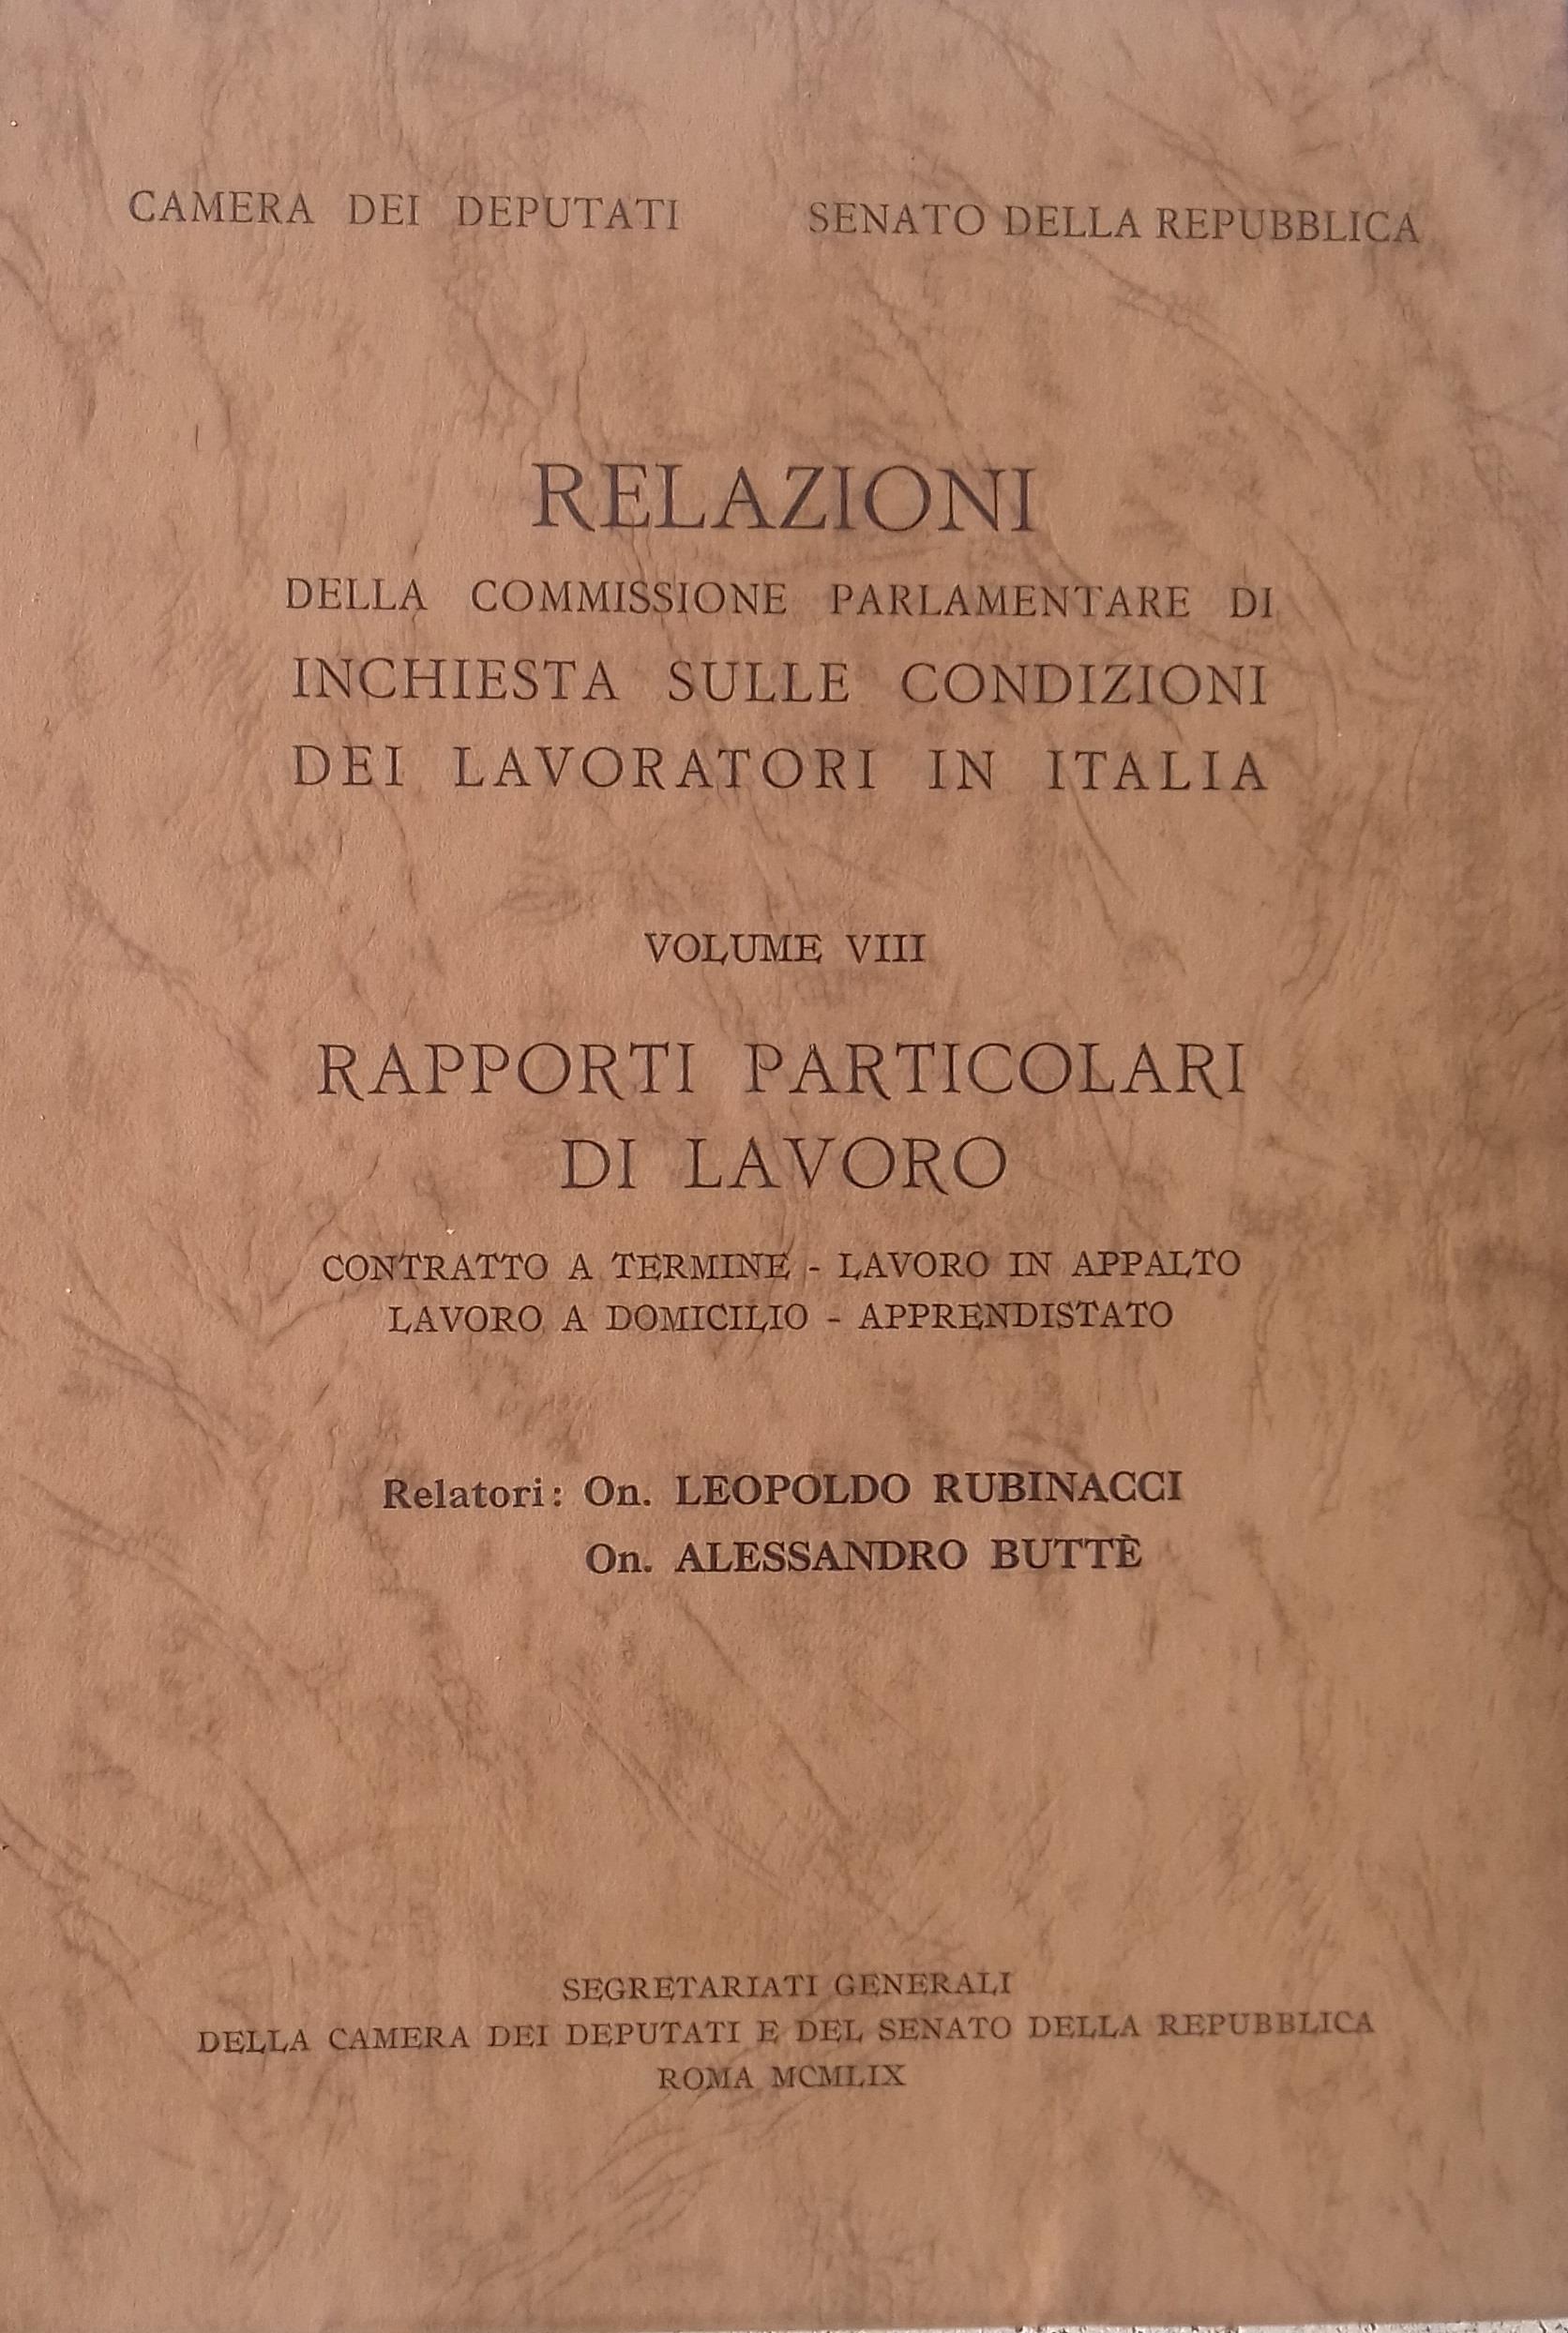 CAMERA DEI DEPUTATI SENATO DELLA REPUBBLICA
RELAZIONI
DELLA COMMISSIONE PARLAMENTARE DI
INCHIESTA SULLE CONDIZIONI
DEI LAVORATORI IN ITALIA
VOLUME VIII
RAPPORTI PARTICOLARI
DI LAVORO
CONTRATTO A TERMINE - LAVORO IN APPALTO
LAVORO A DOMICILIO - APPRENDISTATO
Relatori: On. LEOPOLDO RUBINACCI
On. ALESSANDRO BUTTÈ
SEGRETARIATI GENERALI
DELLA CAMERA DEI DEPUTATI E DEL SENATO DELLA REPUBBLICA
ROMA MCMLIX